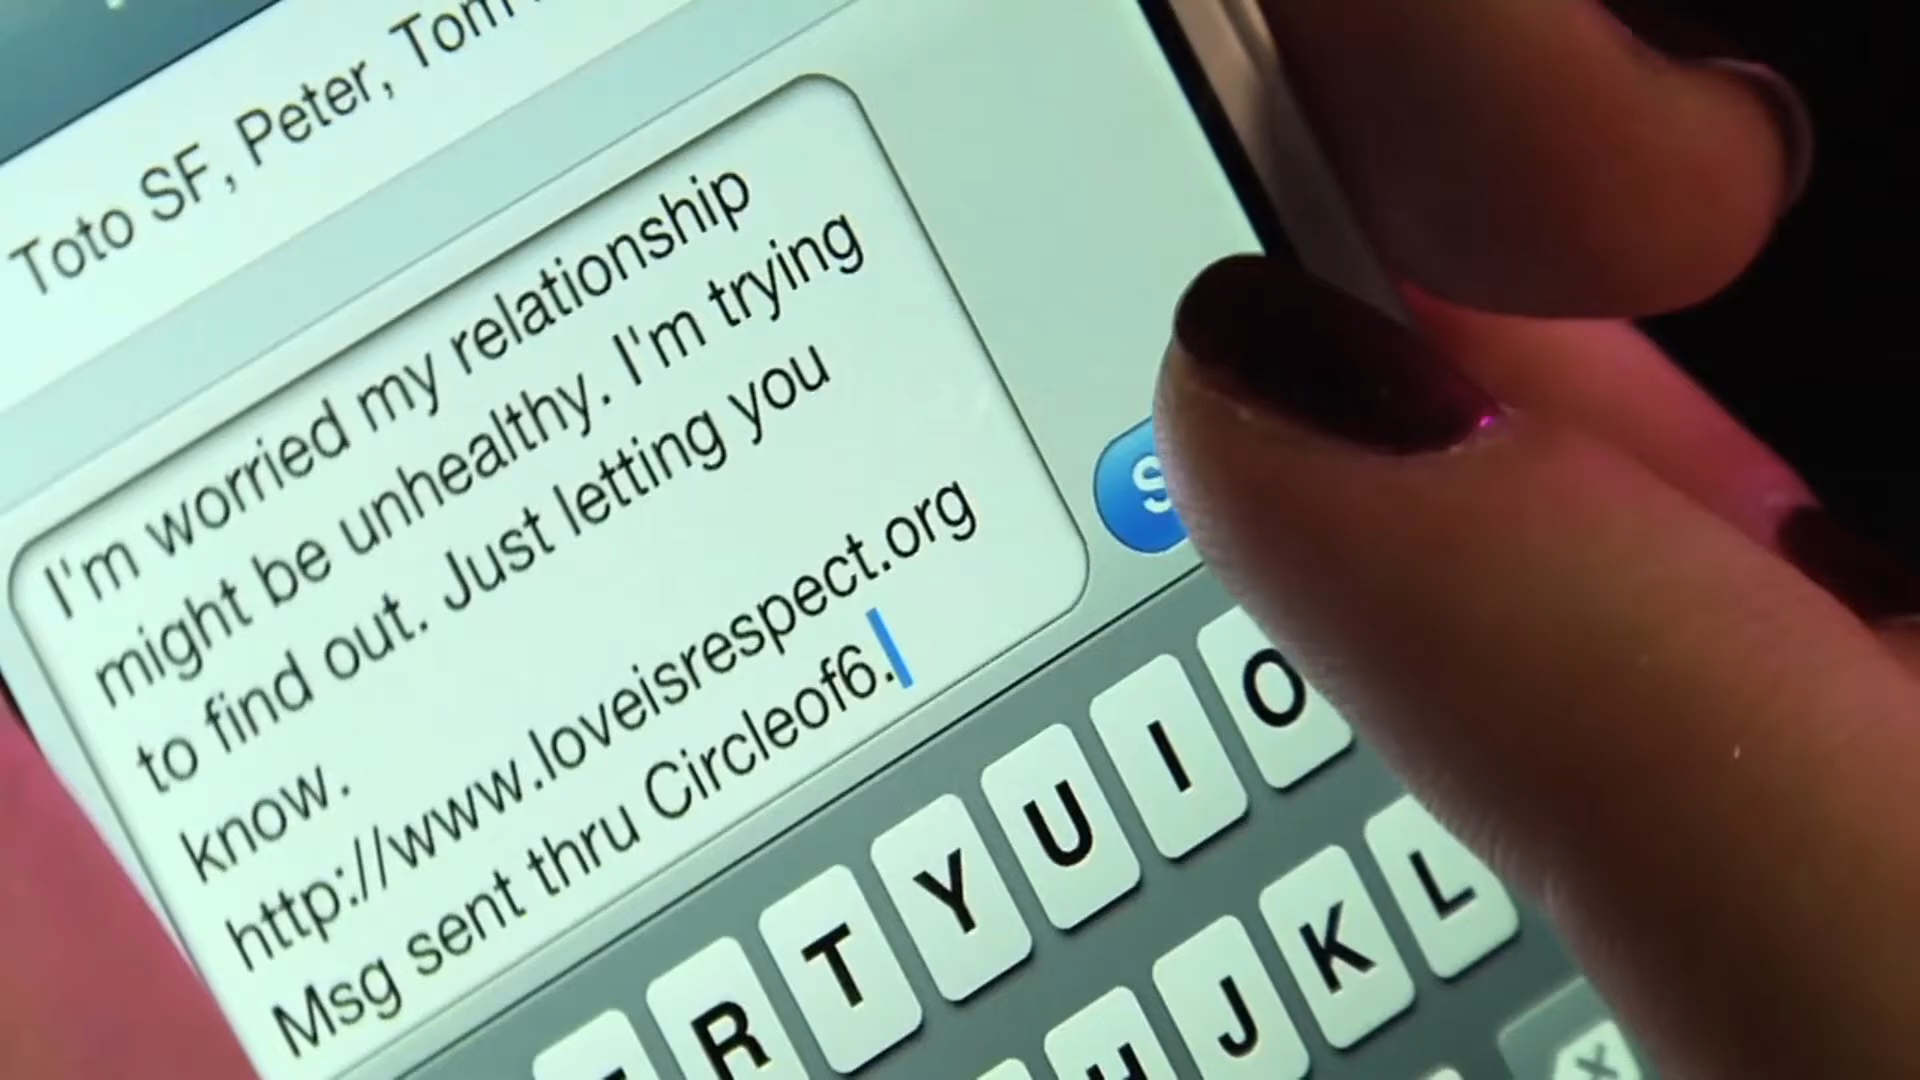 Toto SF, Peter, Tom
I'm worried my relationship
might be unhealthy. I'm trying
to find out. Just letting you
know.
http://www.loveisrespect.org
Msg sent thru Circleof6.
S
R T Y U I O
H J K L